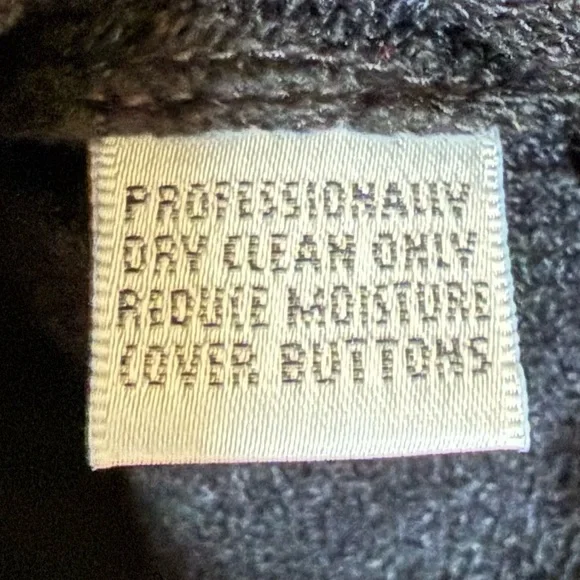 PROFESSIONALLY
DRY CLEAN ONLY
REDUCE MOISTURE
COVER BUTTONS